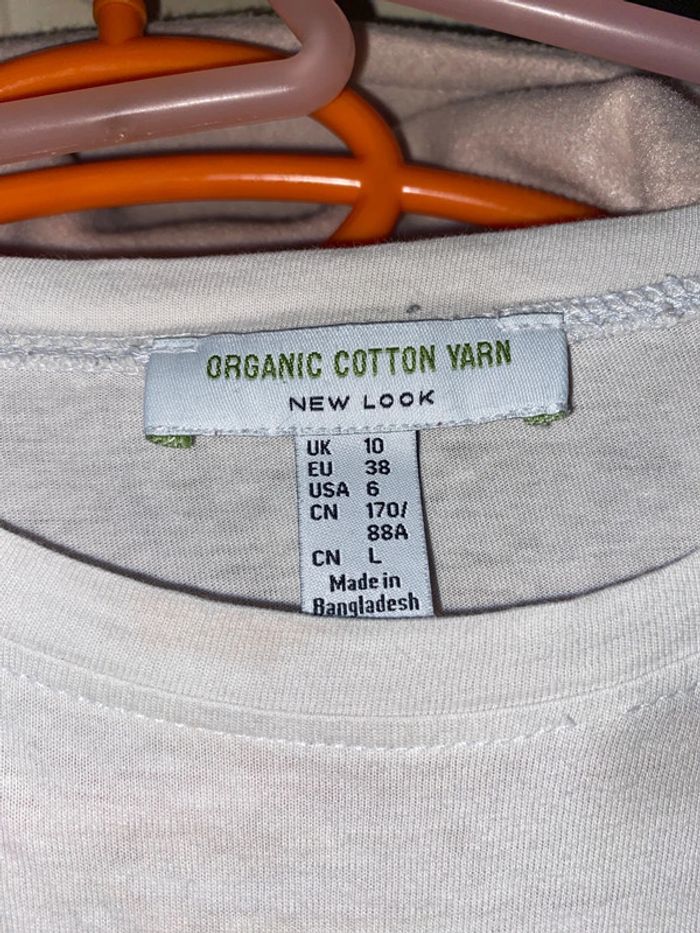 ORGANIC COTTON YARN
NEW LOOK
UK 10
EU 38
USA 6
CN 170/
88A
CN L
Made in
Bangladesh